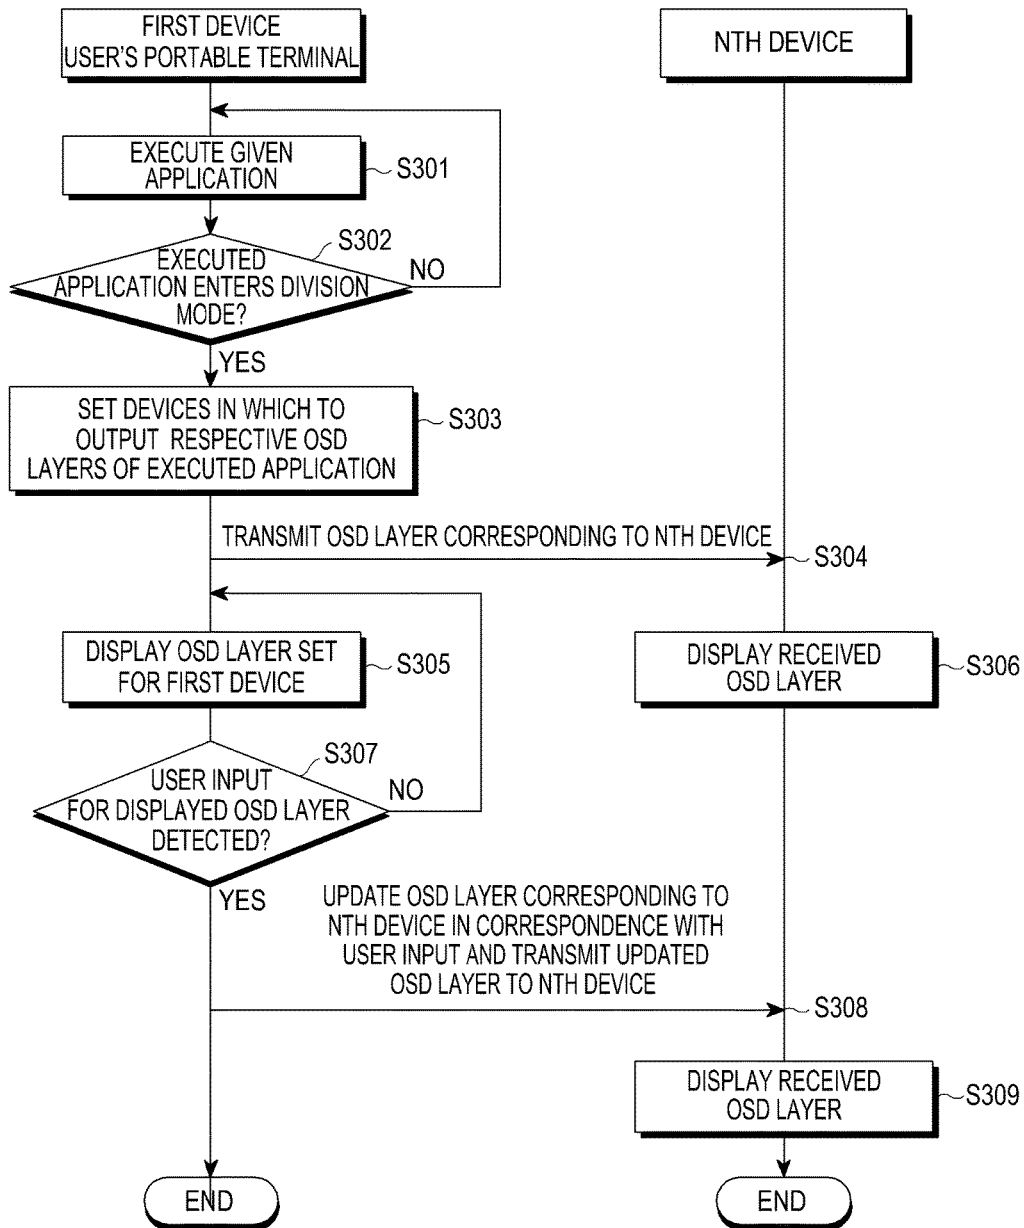 FIRST DEVICE
USER'S PORTABLE TERMINAL
NTH DEVICE
EXECUTE GIVEN
APPLICATION
S301
S302
EXECUTED
APPLICATION ENTERS DIVISION
MODE?
NO
YES
SET DEVICES IN WHICH TO
OUTPUT RESPECTIVE OSD
LAYERS OF EXECUTED APPLICATION
S303
TRANSMIT OSD LAYER CORRESPONDING TO NTH DEVICE
S304
DISPLAY OSD LAYER SET
FOR FIRST DEVICE
S305
DISPLAY RECEIVED
OSD LAYER
S306
S307
USER INPUT
FOR DISPLAYED OSD LAYER
DETECTED?
NO
YES
UPDATE OSD LAYER CORRESPONDING TO
NTH DEVICE IN CORRESPONDENCE WITH
USER INPUT AND TRANSMIT UPDATED
OSD LAYER TO NTH DEVICE
S308
DISPLAY RECEIVED
OSD LAYER
S309
END
END